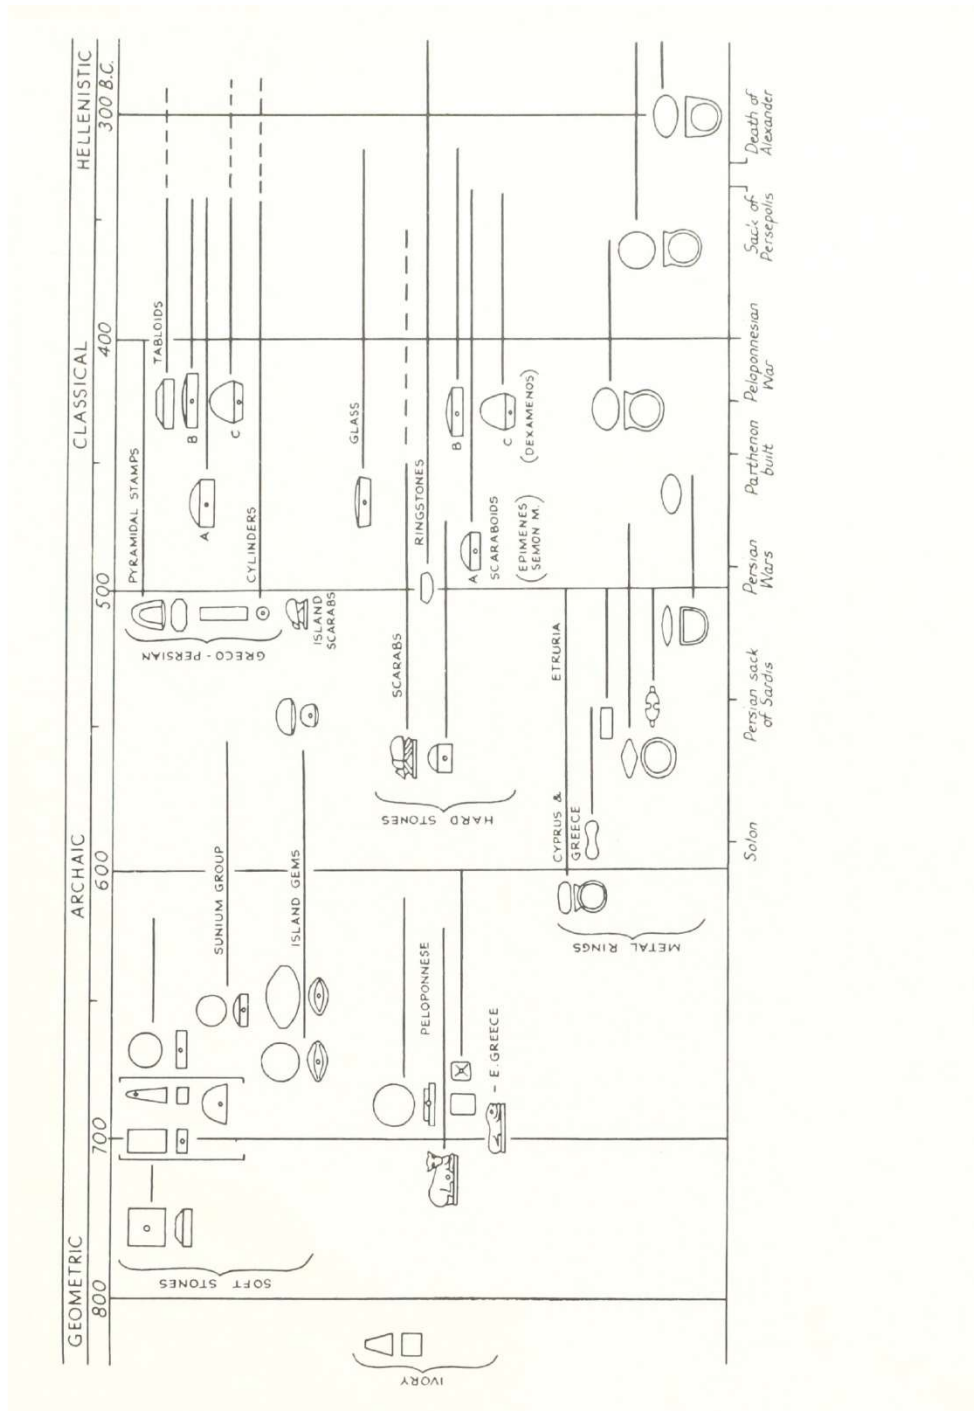 GEOMETRIC
ARCHAIC
CLASSICAL
HELLENISTIC
800
700
600
500
400
300 B.C.
SOFT STONES
SUNIUM GROUP
ISLAND GEMS
GRECO-PERSIAN
PYRAMIDAL STAMPS
TABLOIDS
B
A
C
CYLINDERS
ISLAND
SCARABS
GLASS
IVORY
PELOPONNESE
E. GREECE
HARD STONES
SCARABS
RINGSTONES
B
A
C
SCARABOIDS
(EPIMENES
SEMON M.)
(DEXAMENOS)
METAL RINGS
CYPRUS &
GREECE
ETRURIA
Solon
Persian sack
of Sardis
Persian
Wars
Parthenon
built
Peloponnesian
War
Sack of
Persepolis
Death of
Alexander